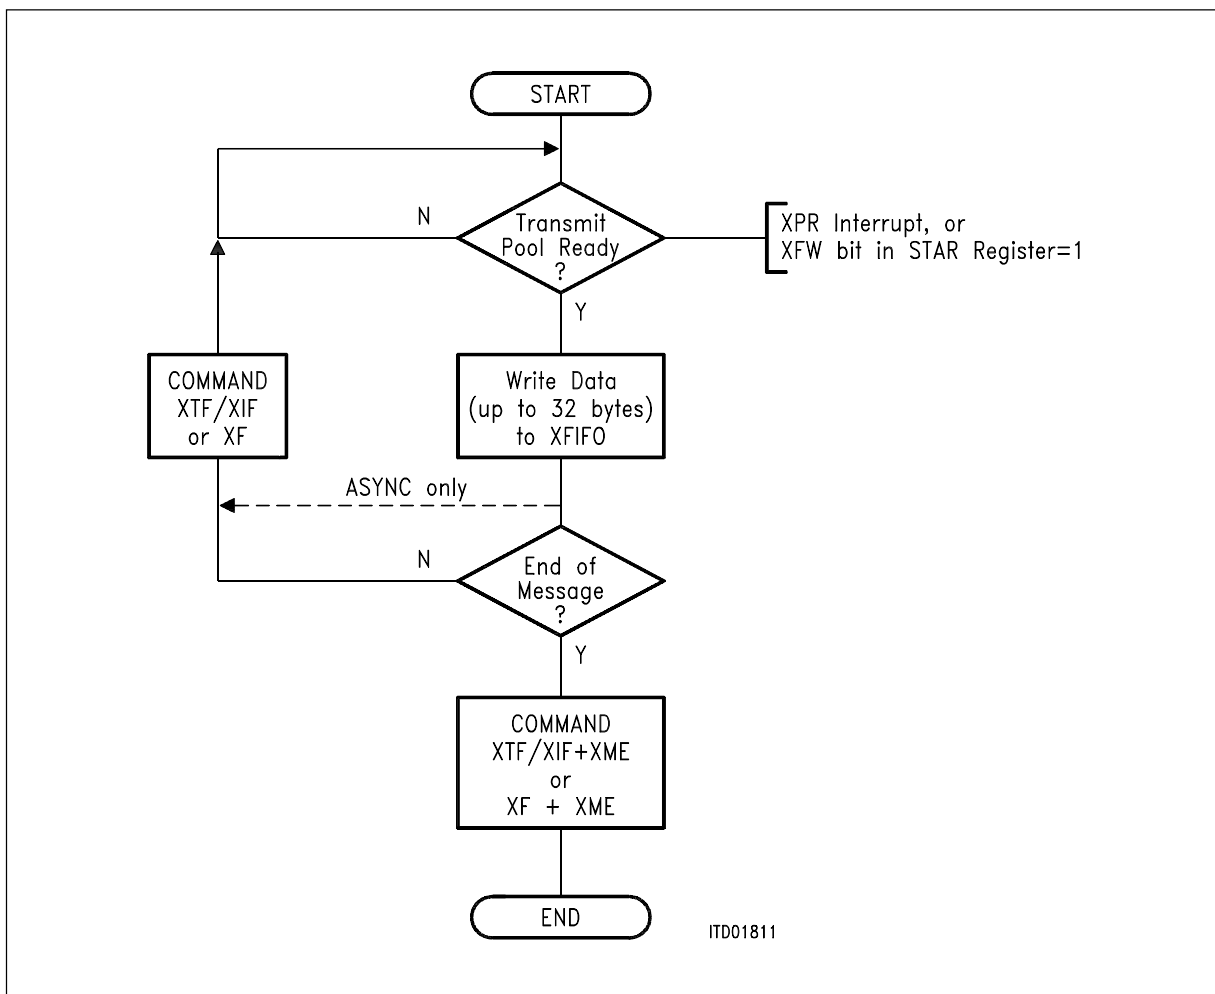 START
N
Transmit
Pool Ready
?
XPR Interrupt, or
XFW bit in STAR Register=1
Y
COMMAND
XTF/XIF
or XF
Write Data
(up to 32 bytes)
to XFIFO
ASYNC only
N
End of
Message
?
Y
COMMAND
XTF/XIF+XME
or
XF + XME
END
ITD01811